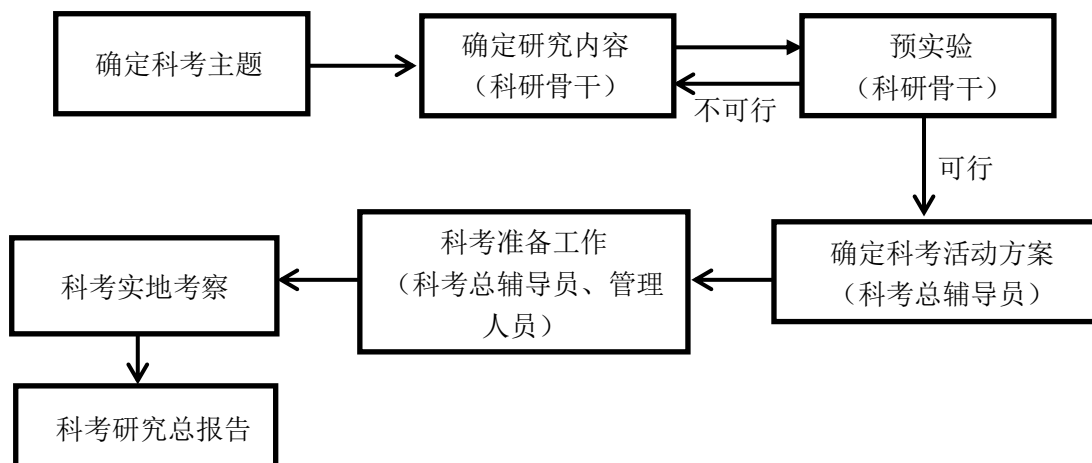 确定科考主题
确定研究内容
（科研骨干）
预实验
（科研骨干）
不可行
可行
确定科考活动方案
（科考总辅导员）
科考准备工作
（科考总辅导员、管理
人员）
科考实地考察
科考研究总报告